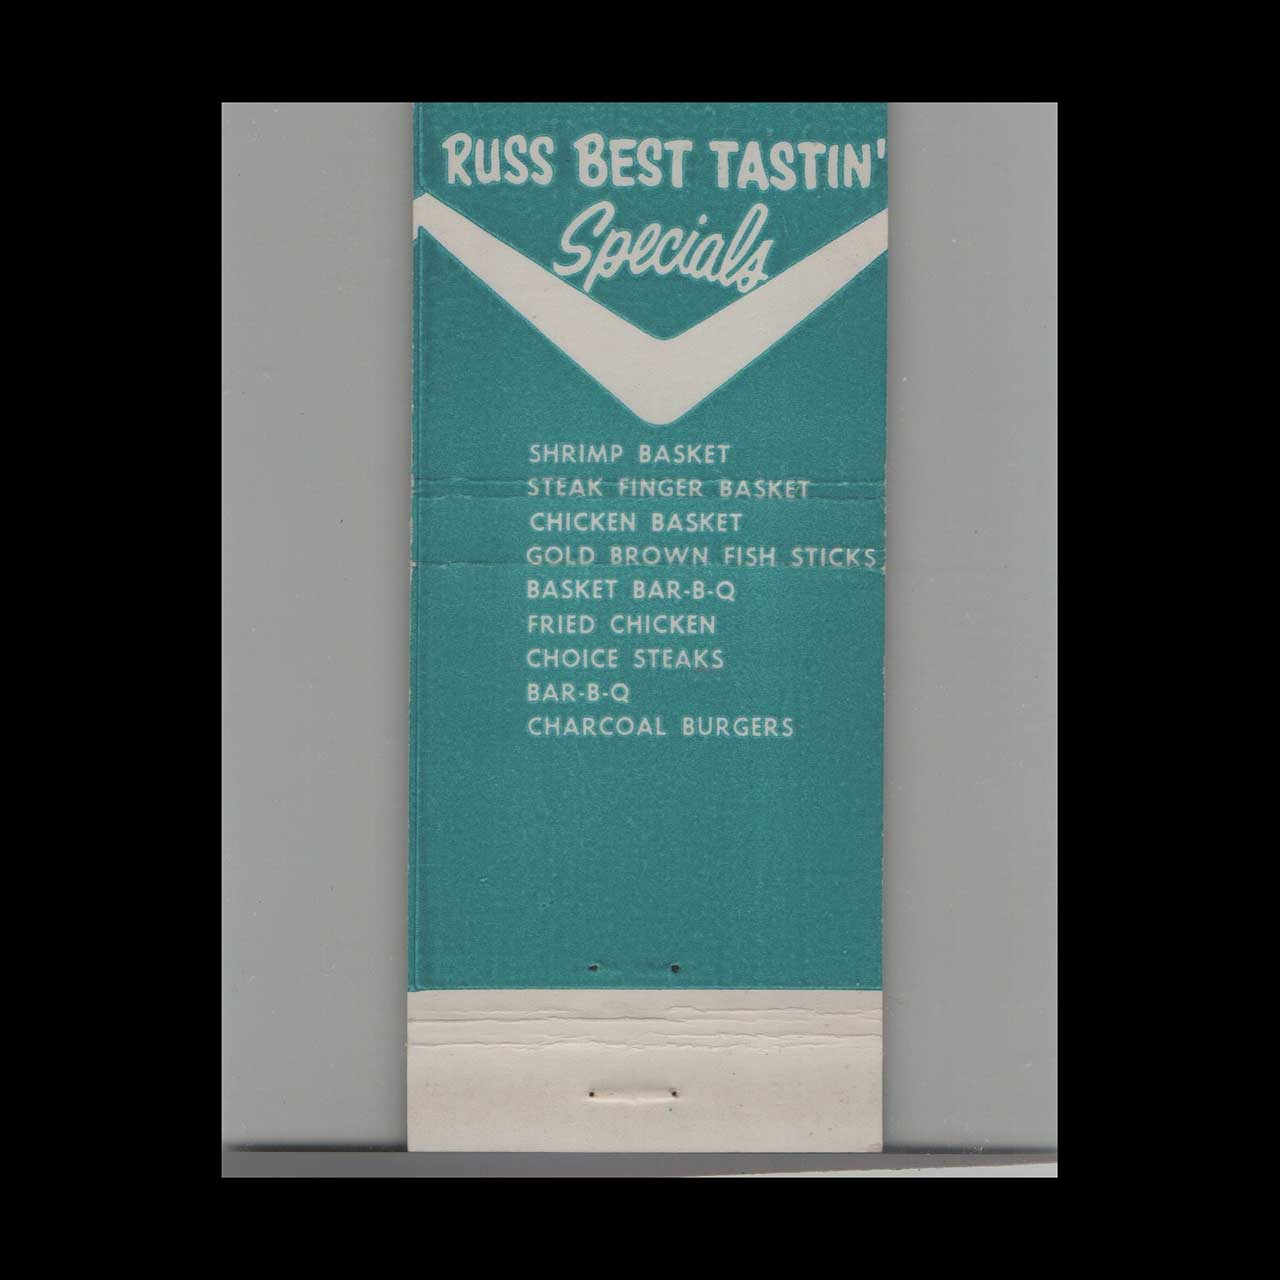 RUSS BEST TASTIN'
Specials
SHRIMP BASKET
STEAK FINGER BASKET
CHICKEN BASKET
GOLD BROWN FISH STICKS
BASKET BAR-B-Q
FRIED CHICKEN
CHOICE STEAKS
BAR-B-Q
CHARCOAL BURGERS